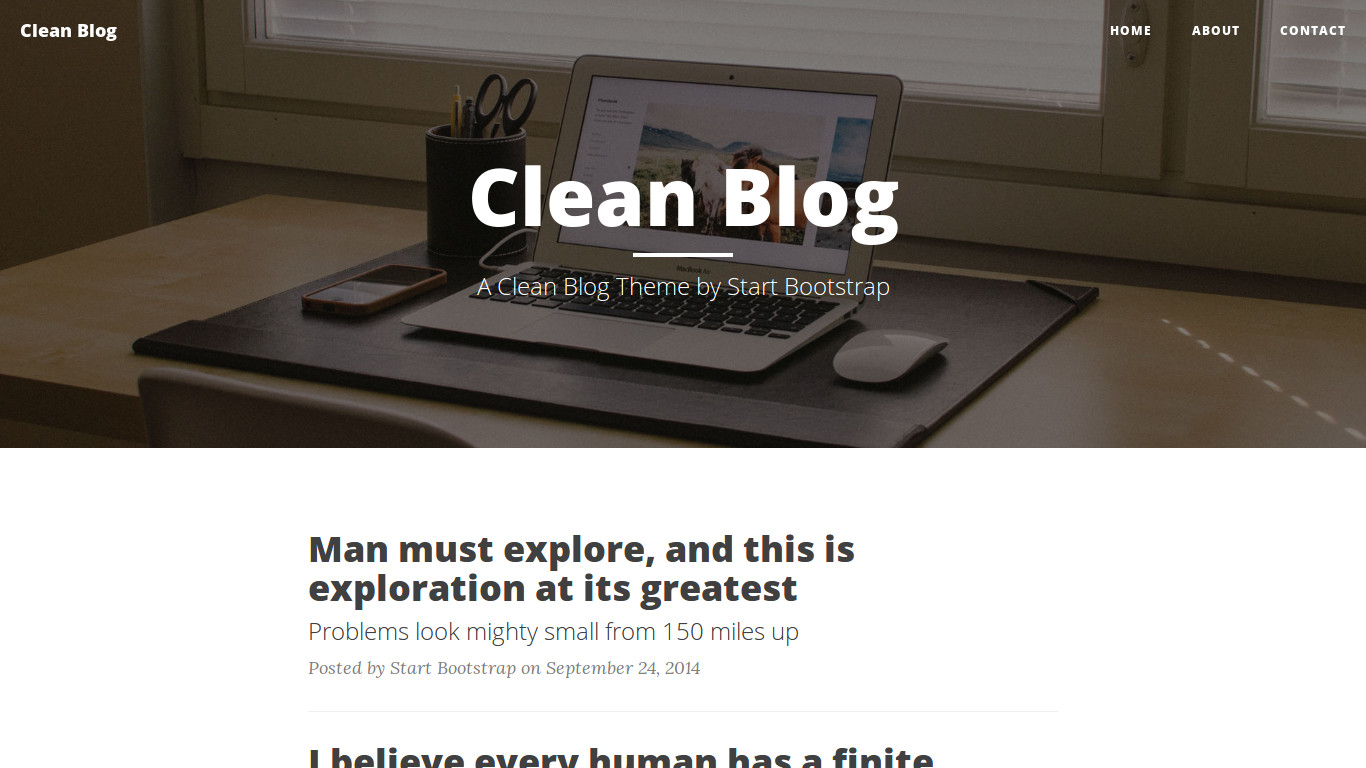 Clean Blog
HOME ABOUT CONTACT
Clean Blog
A Clean Blog Theme by Start Bootstrap
Man must explore, and this is
exploration at its greatest
Problems look mighty small from 150 miles up
Posted by Start Bootstrap on September 24, 2014
I believe every human has a finite